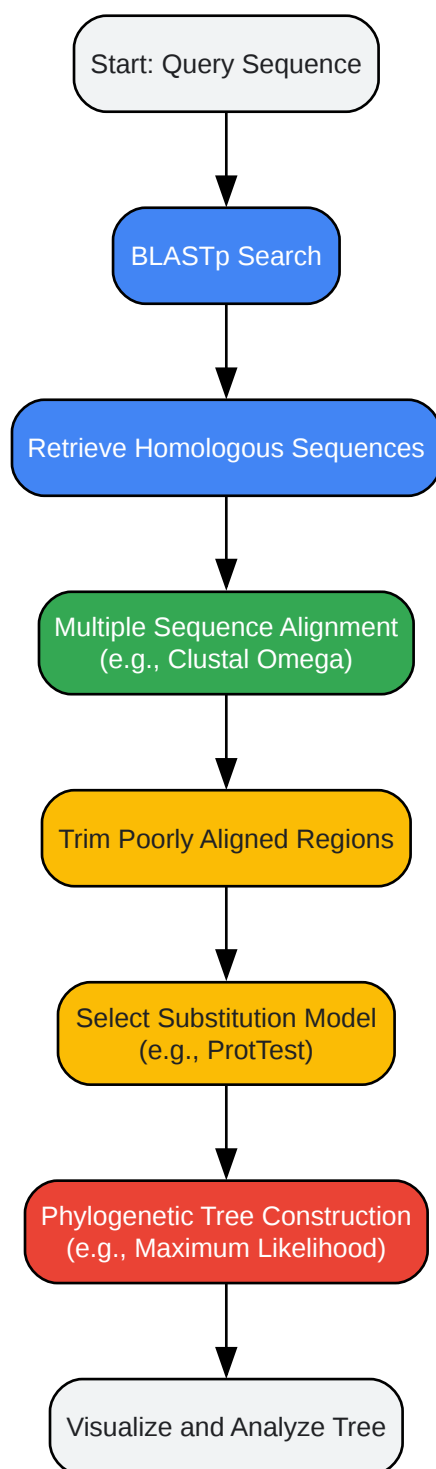 Start: Query Sequence
BLASTp Search
Retrieve Homologous Sequences
Multiple Sequence Alignment
(e.g., Clustal Omega)
Trim Poorly Aligned Regions
Select Substitution Model
(e.g., ProtTest)
Phylogenetic Tree Construction
(e.g., Maximum Likelihood)
Visualize and Analyze Tree